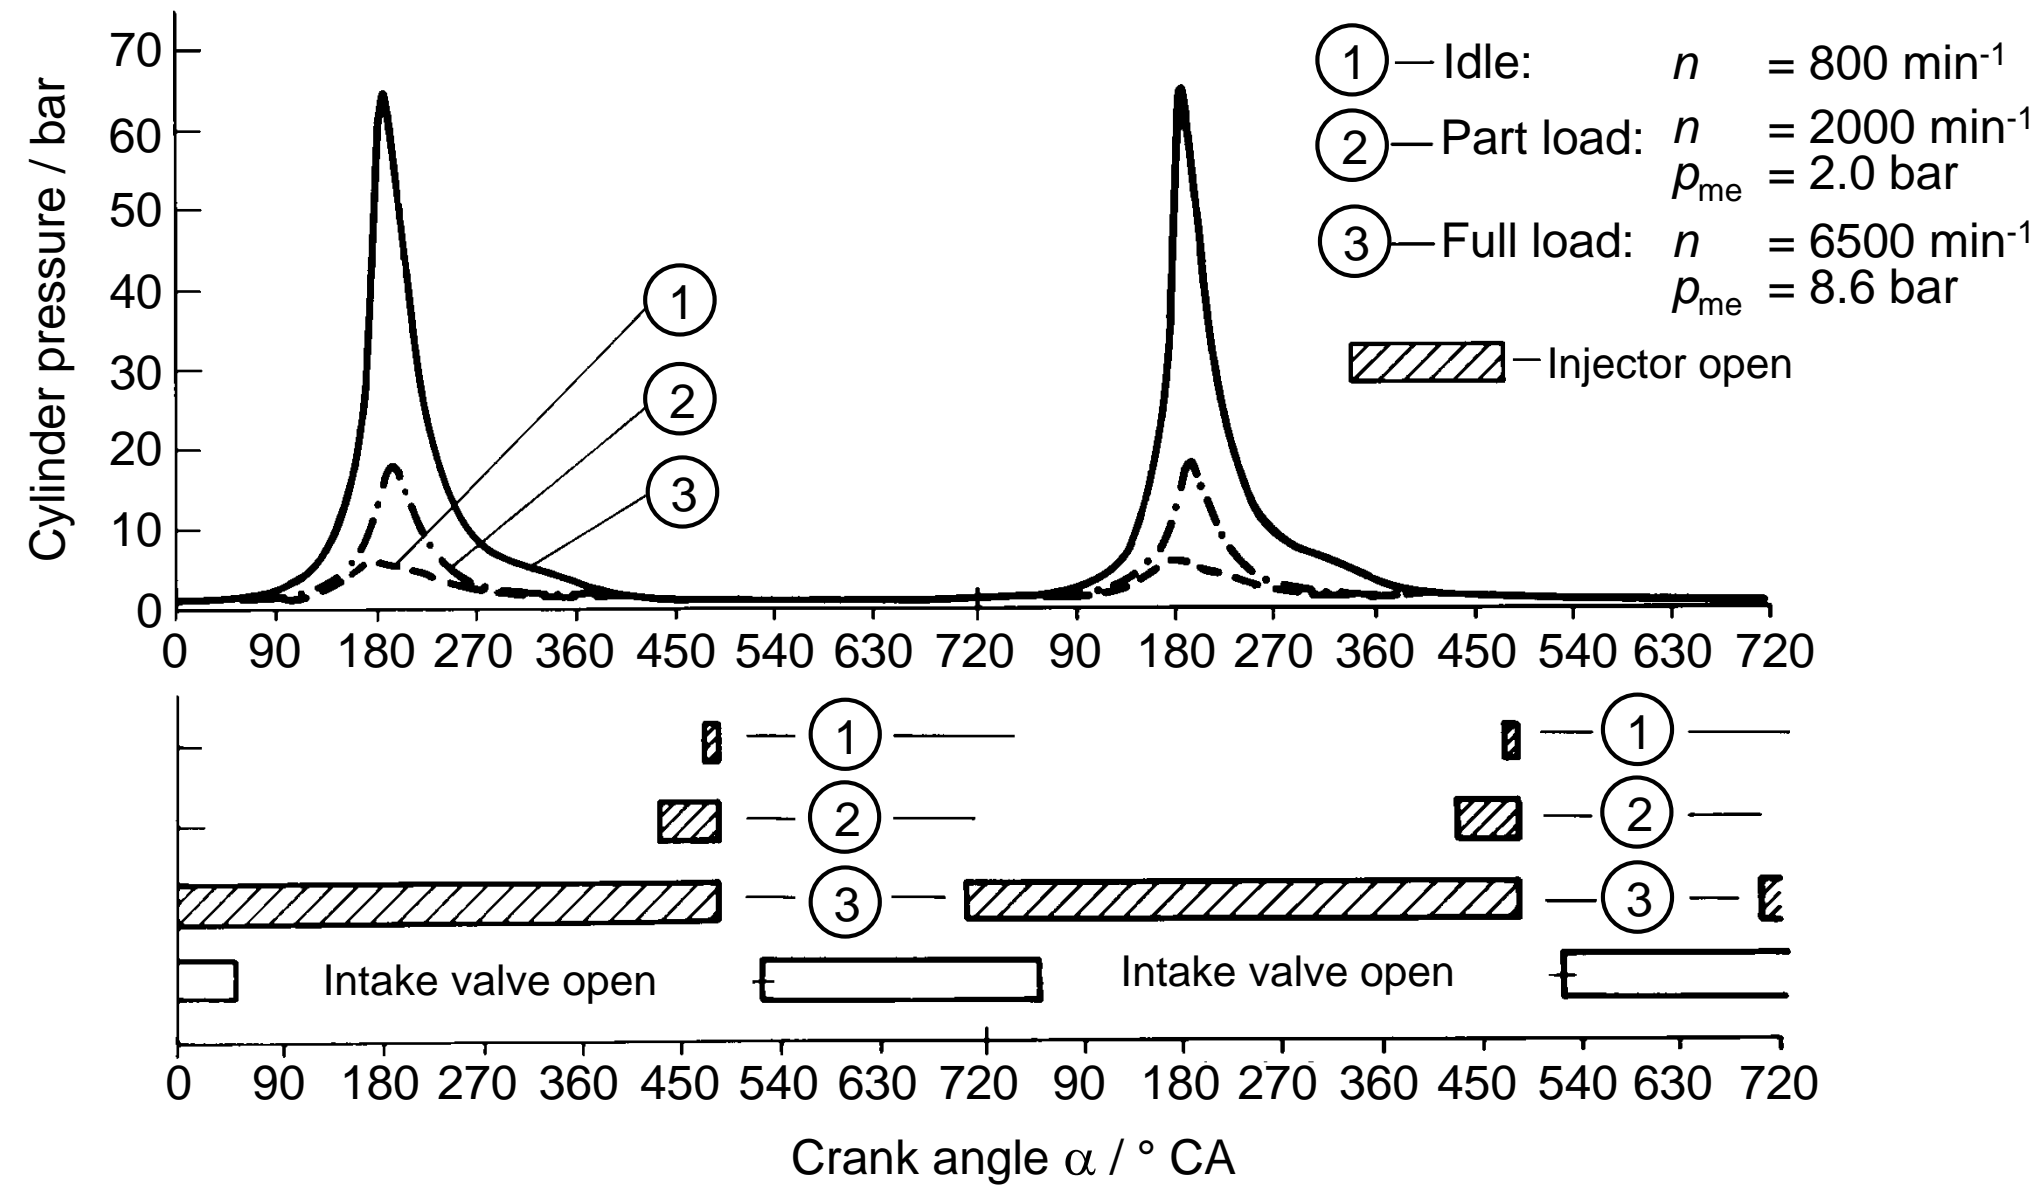 Cylinder pressure / bar
70
60
50
40
30
20
10
0
1 Idle: n = 800 min-1
2 Part load: n = 2000 min-1
pme = 2.0 bar
3 Full load: n = 6500 min-1
pme = 8.6 bar
Injector open
1
2
3
0 90 180 270 360 450 540 630 720 90 180 270 360 450 540 630 720
1 1
2 2
3 3
Intake valve open Intake valve open
0 90 180 270 360 450 540 630 720 90 180 270 360 450 540 630 720
Crank angle α / ° CA